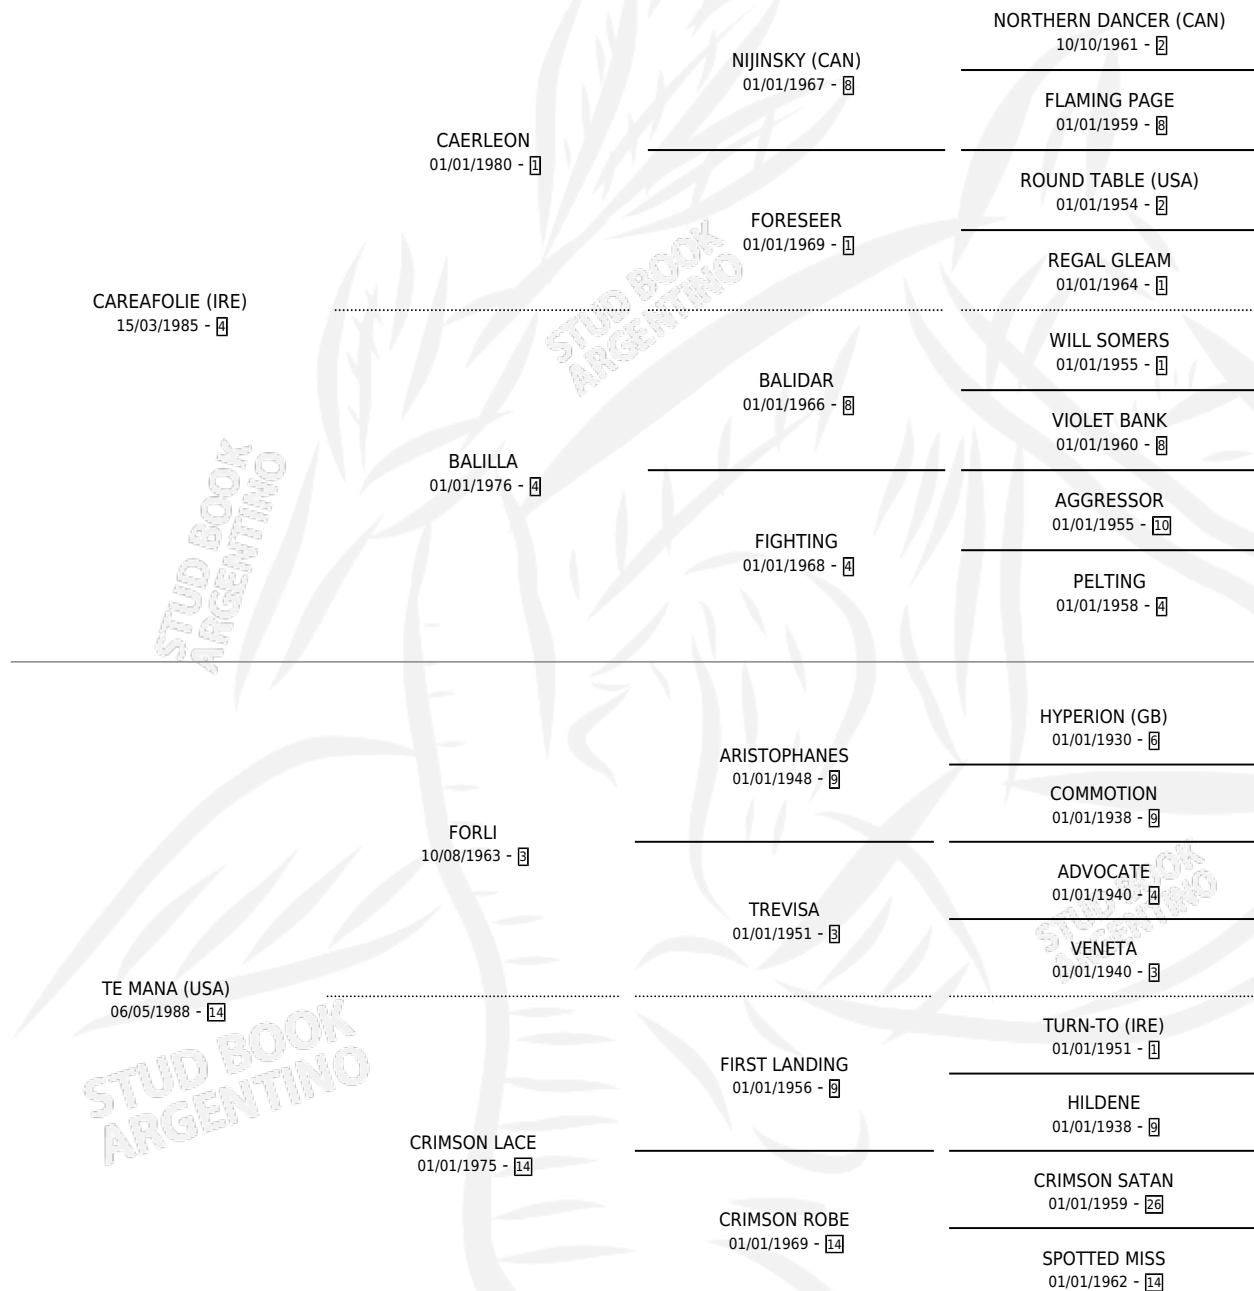 NORTHERN DANCER (CAN)
10/10/1961 - 2
NIJINSKY (CAN)
01/01/1967 - 8
FLAMING PAGE
01/01/1959 - 8
CAERLEON
01/01/1980 - 1
ROUND TABLE (USA)
01/01/1954 - 2
FORESEER
01/01/1969 - 1
REGAL GLEAM
01/01/1964 - 1
CAREAFOLIE (IRE)
15/03/1985 - 4
WILL SOMERS
01/01/1955 - 1
BALIDAR
01/01/1966 - 8
VIOLET BANK
01/01/1960 - 8
BALILLA
01/01/1976 - 4
AGGRESSOR
01/01/1955 - 10
FIGHTING
01/01/1968 - 4
PELTING
01/01/1958 - 4
HYPERION (GB)
01/01/1930 - 6
ARISTOPHANES
01/01/1948 - 9
COMMOTION
01/01/1938 - 9
FORLI
10/08/1963 - 3
ADVOCATE
01/01/1940 - 4
TREVISA
01/01/1951 - 3
VENETA
01/01/1940 - 3
TE MANA (USA)
06/05/1988 - 14
TURN-TO (IRE)
01/01/1951 - 1
FIRST LANDING
01/01/1956 - 9
HILDENE
01/01/1938 - 9
CRIMSON LACE
01/01/1975 - 14
CRIMSON SATAN
01/01/1959 - 26
CRIMSON ROBE
01/01/1969 - 14
SPOTTED MISS
01/01/1962 - 14
STUD BOOK
ARGENTINO
STUD BOOK
ARGENTINO
STUD BOOK
ARGENTINO
STUD BOOK
ARGENTINO